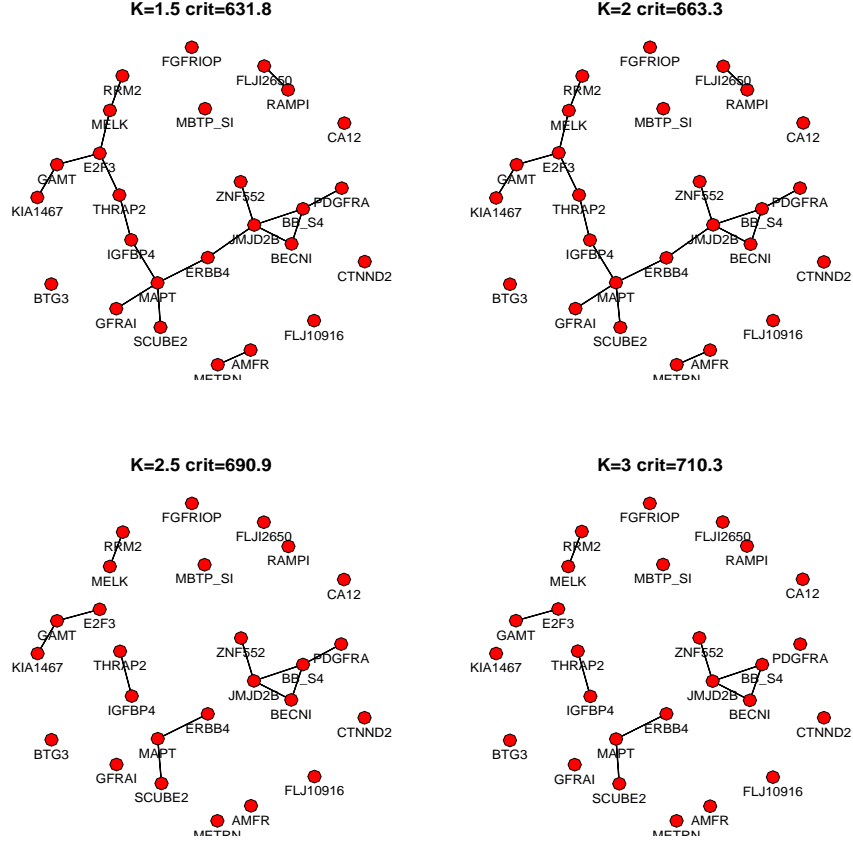 K=1.5 crit=631.8
FGFRIOP
FLJI2650
RRM2
RAMPI
MELK
MBTP_SI
CA12
E2F3
GAMT
ZNF552
PDGFRA
KIA1467
THRAP2
BB_S4
JMJD2B
IGFBP4
BECNI
ERBB4
CTNND2
BTG3
MAPT
GFRAI
FLJ10916
SCUBE2
AMFR
METRN
K=2 crit=663.3
FGFRIOP
FLJI2650
RRM2
RAMPI
MELK
MBTP_SI
CA12
E2F3
GAMT
ZNF552
PDGFRA
KIA1467
THRAP2
BB_S4
JMJD2B
IGFBP4
BECNI
ERBB4
CTNND2
BTG3
MAPT
GFRAI
FLJ10916
SCUBE2
AMFR
METRN
K=2.5 crit=690.9
FGFRIOP
FLJI2650
RRM2
RAMPI
MELK
MBTP_SI
CA12
E2F3
GAMT
ZNF552
PDGFRA
KIA1467
THRAP2
BB_S4
JMJD2B
IGFBP4
BECNI
ERBB4
CTNND2
BTG3
MAPT
GFRAI
FLJ10916
SCUBE2
AMFR
METRN
K=3 crit=710.3
FGFRIOP
FLJI2650
RRM2
RAMPI
MELK
MBTP_SI
CA12
E2F3
GAMT
ZNF552
PDGFRA
KIA1467
THRAP2
BB_S4
JMJD2B
IGFBP4
BECNI
ERBB4
CTNND2
BTG3
MAPT
GFRAI
FLJ10916
SCUBE2
AMFR
METRN